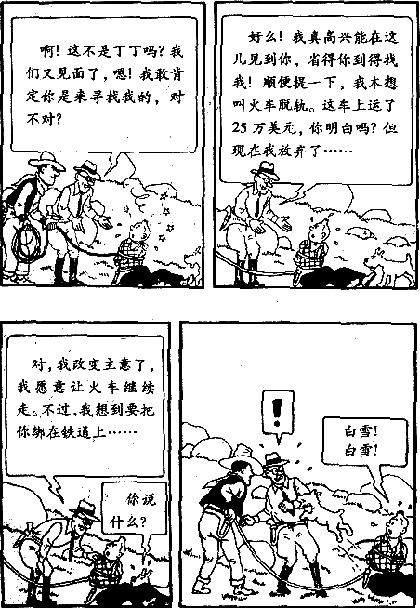 啊！这不是丁丁吗？我
们又见面了，嗯！我敢肯
定你是来寻找我的，对
不对？
好么！我真高兴能在这
儿见到你，省得你到得找
我！顺便提一下，我本想
叫火车脱轨。这车上运了
25万美元，你明白吗？但
现在我放弃了……
对，我改变主意了，
我愿意让火车继续
走。不过、我想到要把
你绑在铁道上……
你说
什么？
！
白雪！
白雪！